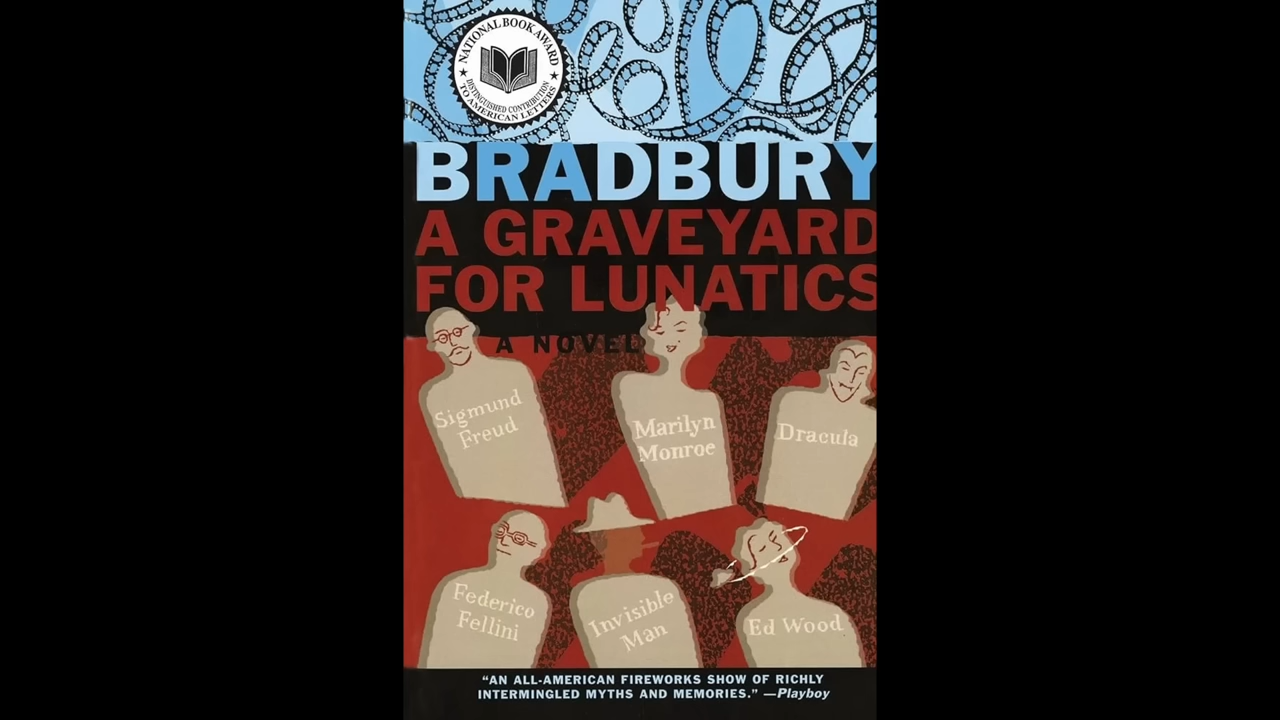 NATIONAL BOOK AWARD
DISTINGUISHED CONTRIBUTION
TO AMERICAN LETTERS
BRADBURY
A GRAVEYARD
FOR LUNATICS
A NOVEL
Sigmund
Freud
Marilyn
Monroe
Dracula
Federico
Fellini
Invisible
Man
Ed Wood
“AN ALL-AMERICAN FIREWORKS SHOW OF RICHLY
INTERMINGLED MYTHS AND MEMORIES.” —Playboy